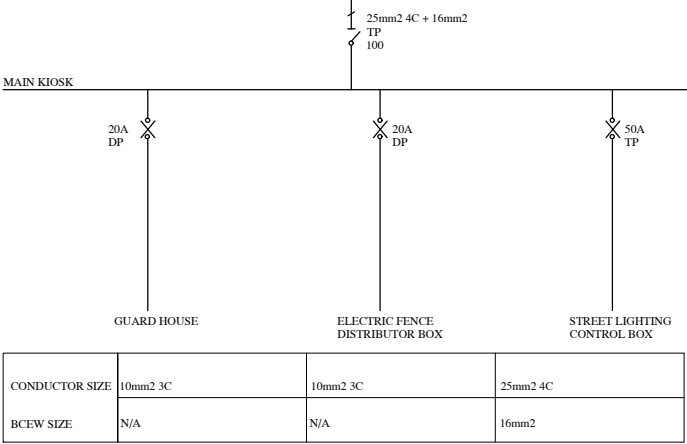 25mm2 4C + 16mm2
TP
100
MAIN KIOSK
20A
DP
20A
DP
50A
TP
GUARD HOUSE
ELECTRIC FENCE
DISTRIBUTOR BOX
STREET LIGHTING
CONTROL BOX
CONDUCTOR SIZE 10mm2 3C 10mm2 3C 25mm2 4C
BCEW SIZE N/A N/A 16mm2